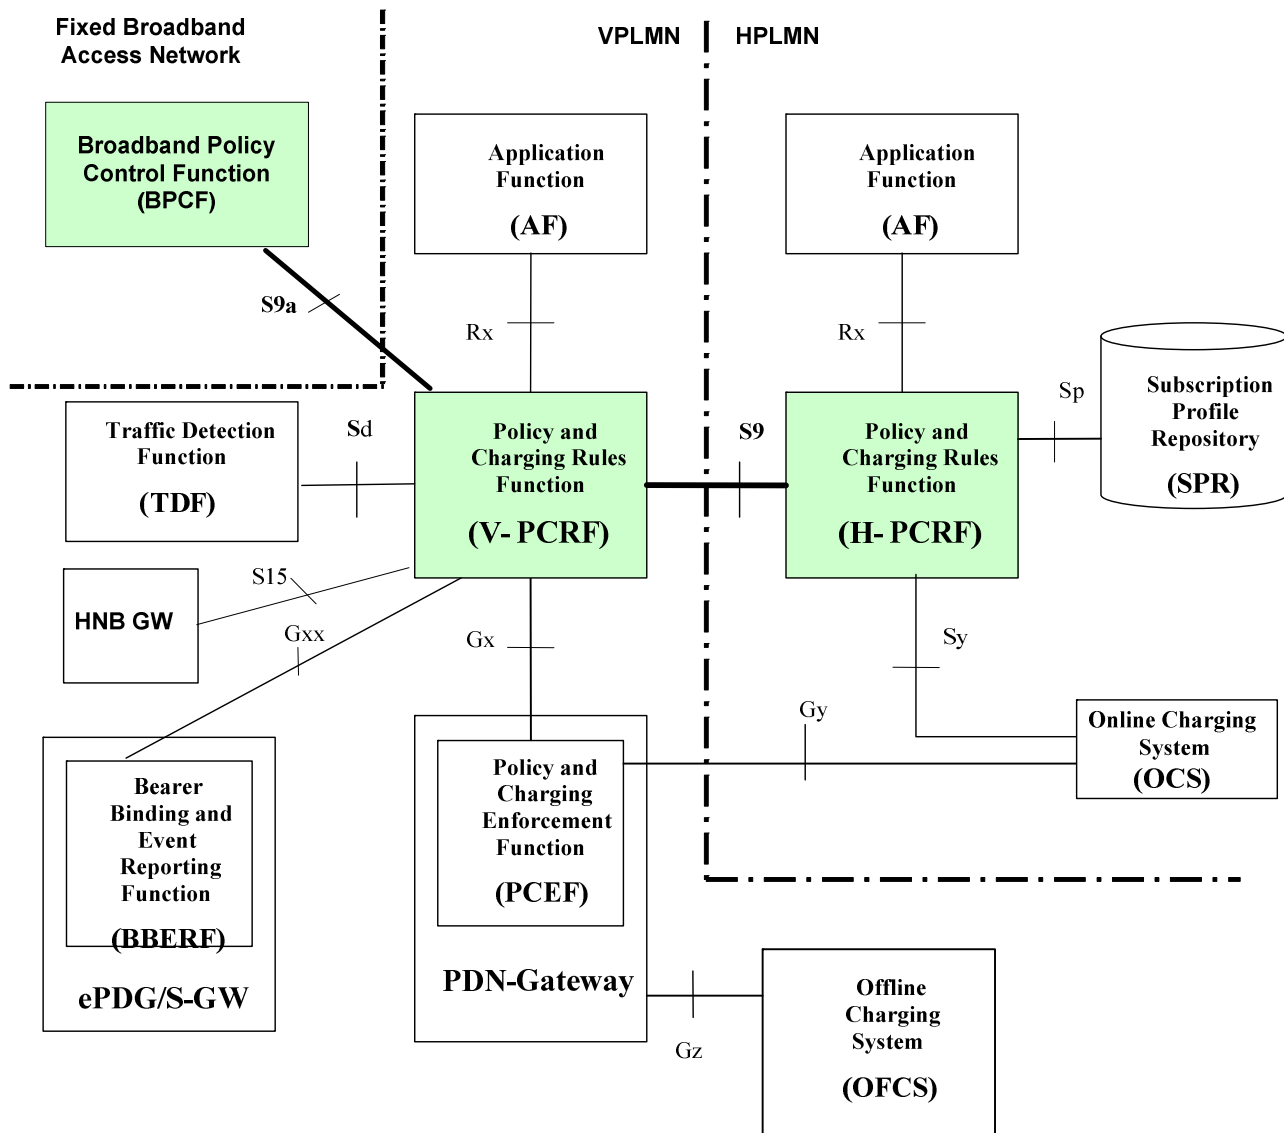 Fixed Broadband
Access Network
VPLMN
HPLMN
Broadband Policy
Control Function
(BPCF)
Application
Function
(AF)
Application
Function
(AF)
S9a
Rx
Rx
Subscription
Profile
Repository
(SPR)
Sp
Traffic Detection
Function
(TDF)
Sd
Policy and
Charging Rules
Function
(V- PCRF)
S9
Policy and
Charging Rules
Function
(H- PCRF)
HNB GW
S15
Gxx
Gx
Sy
Gy
Online Charging
System
(OCS)
Bearer
Binding and
Event
Reporting
Function
(BBERF)
ePDG/S-GW
Policy and
Charging
Enforcement
Function
(PCEF)
PDN-Gateway
Gz
Offline
Charging
System
(OFCS)